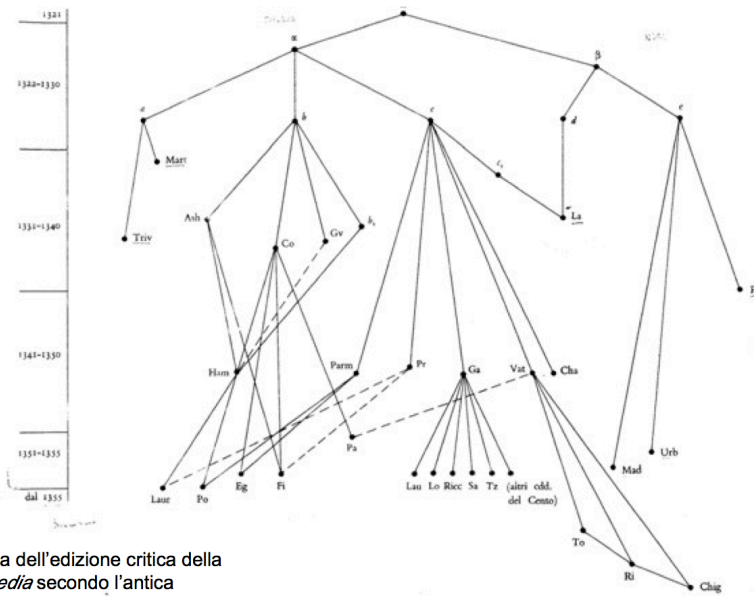 1321
α
β
1322-1330
a
b
c
d
e
Mart
c₁
Ash
b₁
La
1331-1340
Triv
Gv
Co
1341-1350
Ham
Parm
Pr
Ga
Vat
Cha
Pa
1351-1355
Urb
Mad
dal 1355
Laur
Po
Eg
Fi
Lau
Lo
Ricc
Sa
Tz
(altri cdd.
del Cento)
To
Ri
Chig
a dell'edizione critica della
edia secondo l'antica